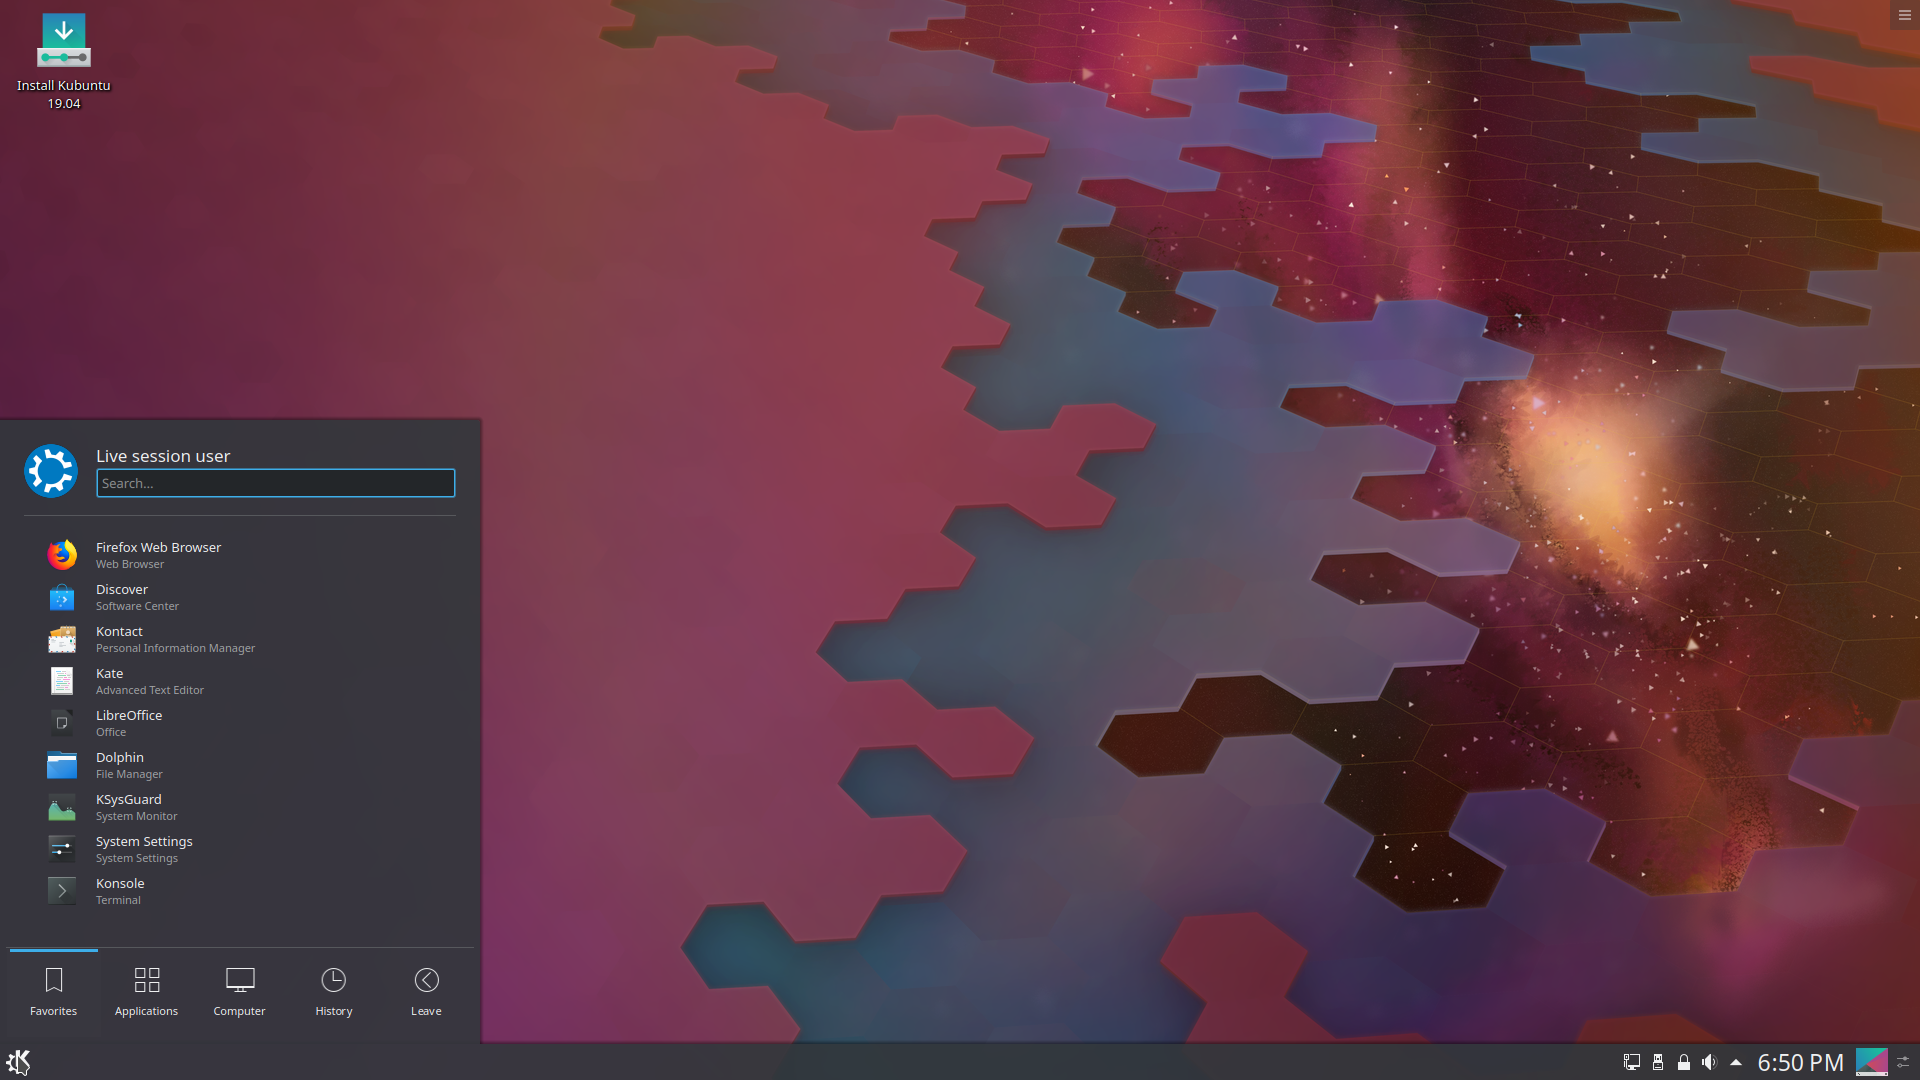 Install Kubuntu
19.04
Live session user
Search...
Firefox Web Browser
Web Browser
Discover
Software Center
Kontact
Personal Information Manager
Kate
Advanced Text Editor
LibreOffice
Office
Dolphin
File Manager
KSysGuard
System Monitor
System Settings
System Settings
Konsole
Terminal
Favorites
Applications
Computer
History
Leave
6:50 PM